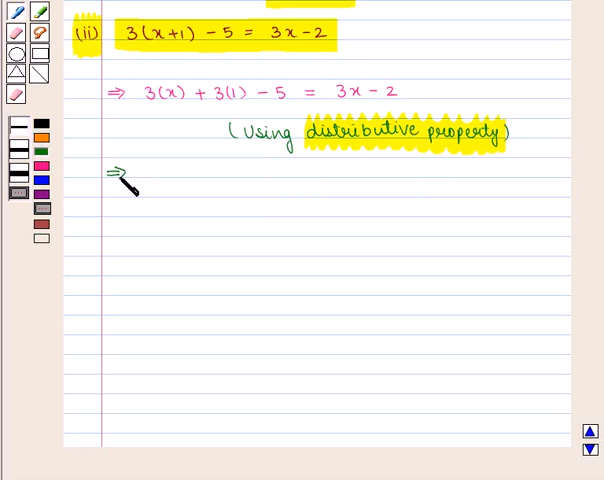 (ii) 3(x+1) - 5 = 3x - 2
⇒ 3(x) + 3(1) - 5 = 3x - 2
(Using distributive property)
⇒